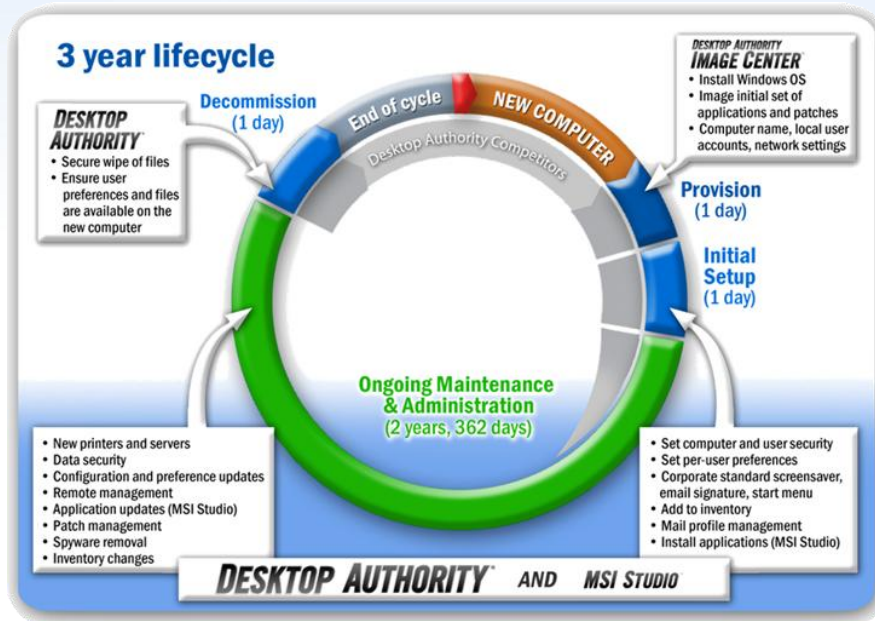 3 year lifecycle
DESKTOP
AUTHORITY
• Secure wipe of files
• Ensure user
preferences and files
are available on the
new computer
Decommission
(1 day)
End of cycle
NEW COMPUTER
Desktop Authority Competitors
DESKTOP AUTHORITY
IMAGE CENTER
• Install Windows OS
• Image initial set of
applications and patches
• Computer name, local user
accounts, network settings
Provision
(1 day)
Initial
Setup
(1 day)
Ongoing Maintenance
& Administration
(2 years, 362 days)
• New printers and servers
• Data security
• Configuration and preference updates
• Remote management
• Application updates (MSI Studio)
• Patch management
• Spyware removal
• Inventory changes
• Set computer and user security
• Set per-user preferences
• Corporate standard screensaver,
email signature, start menu
• Add to inventory
• Mail profile management
• Install applications (MSI Studio)
DESKTOP AUTHORITY AND MSI STUDIO